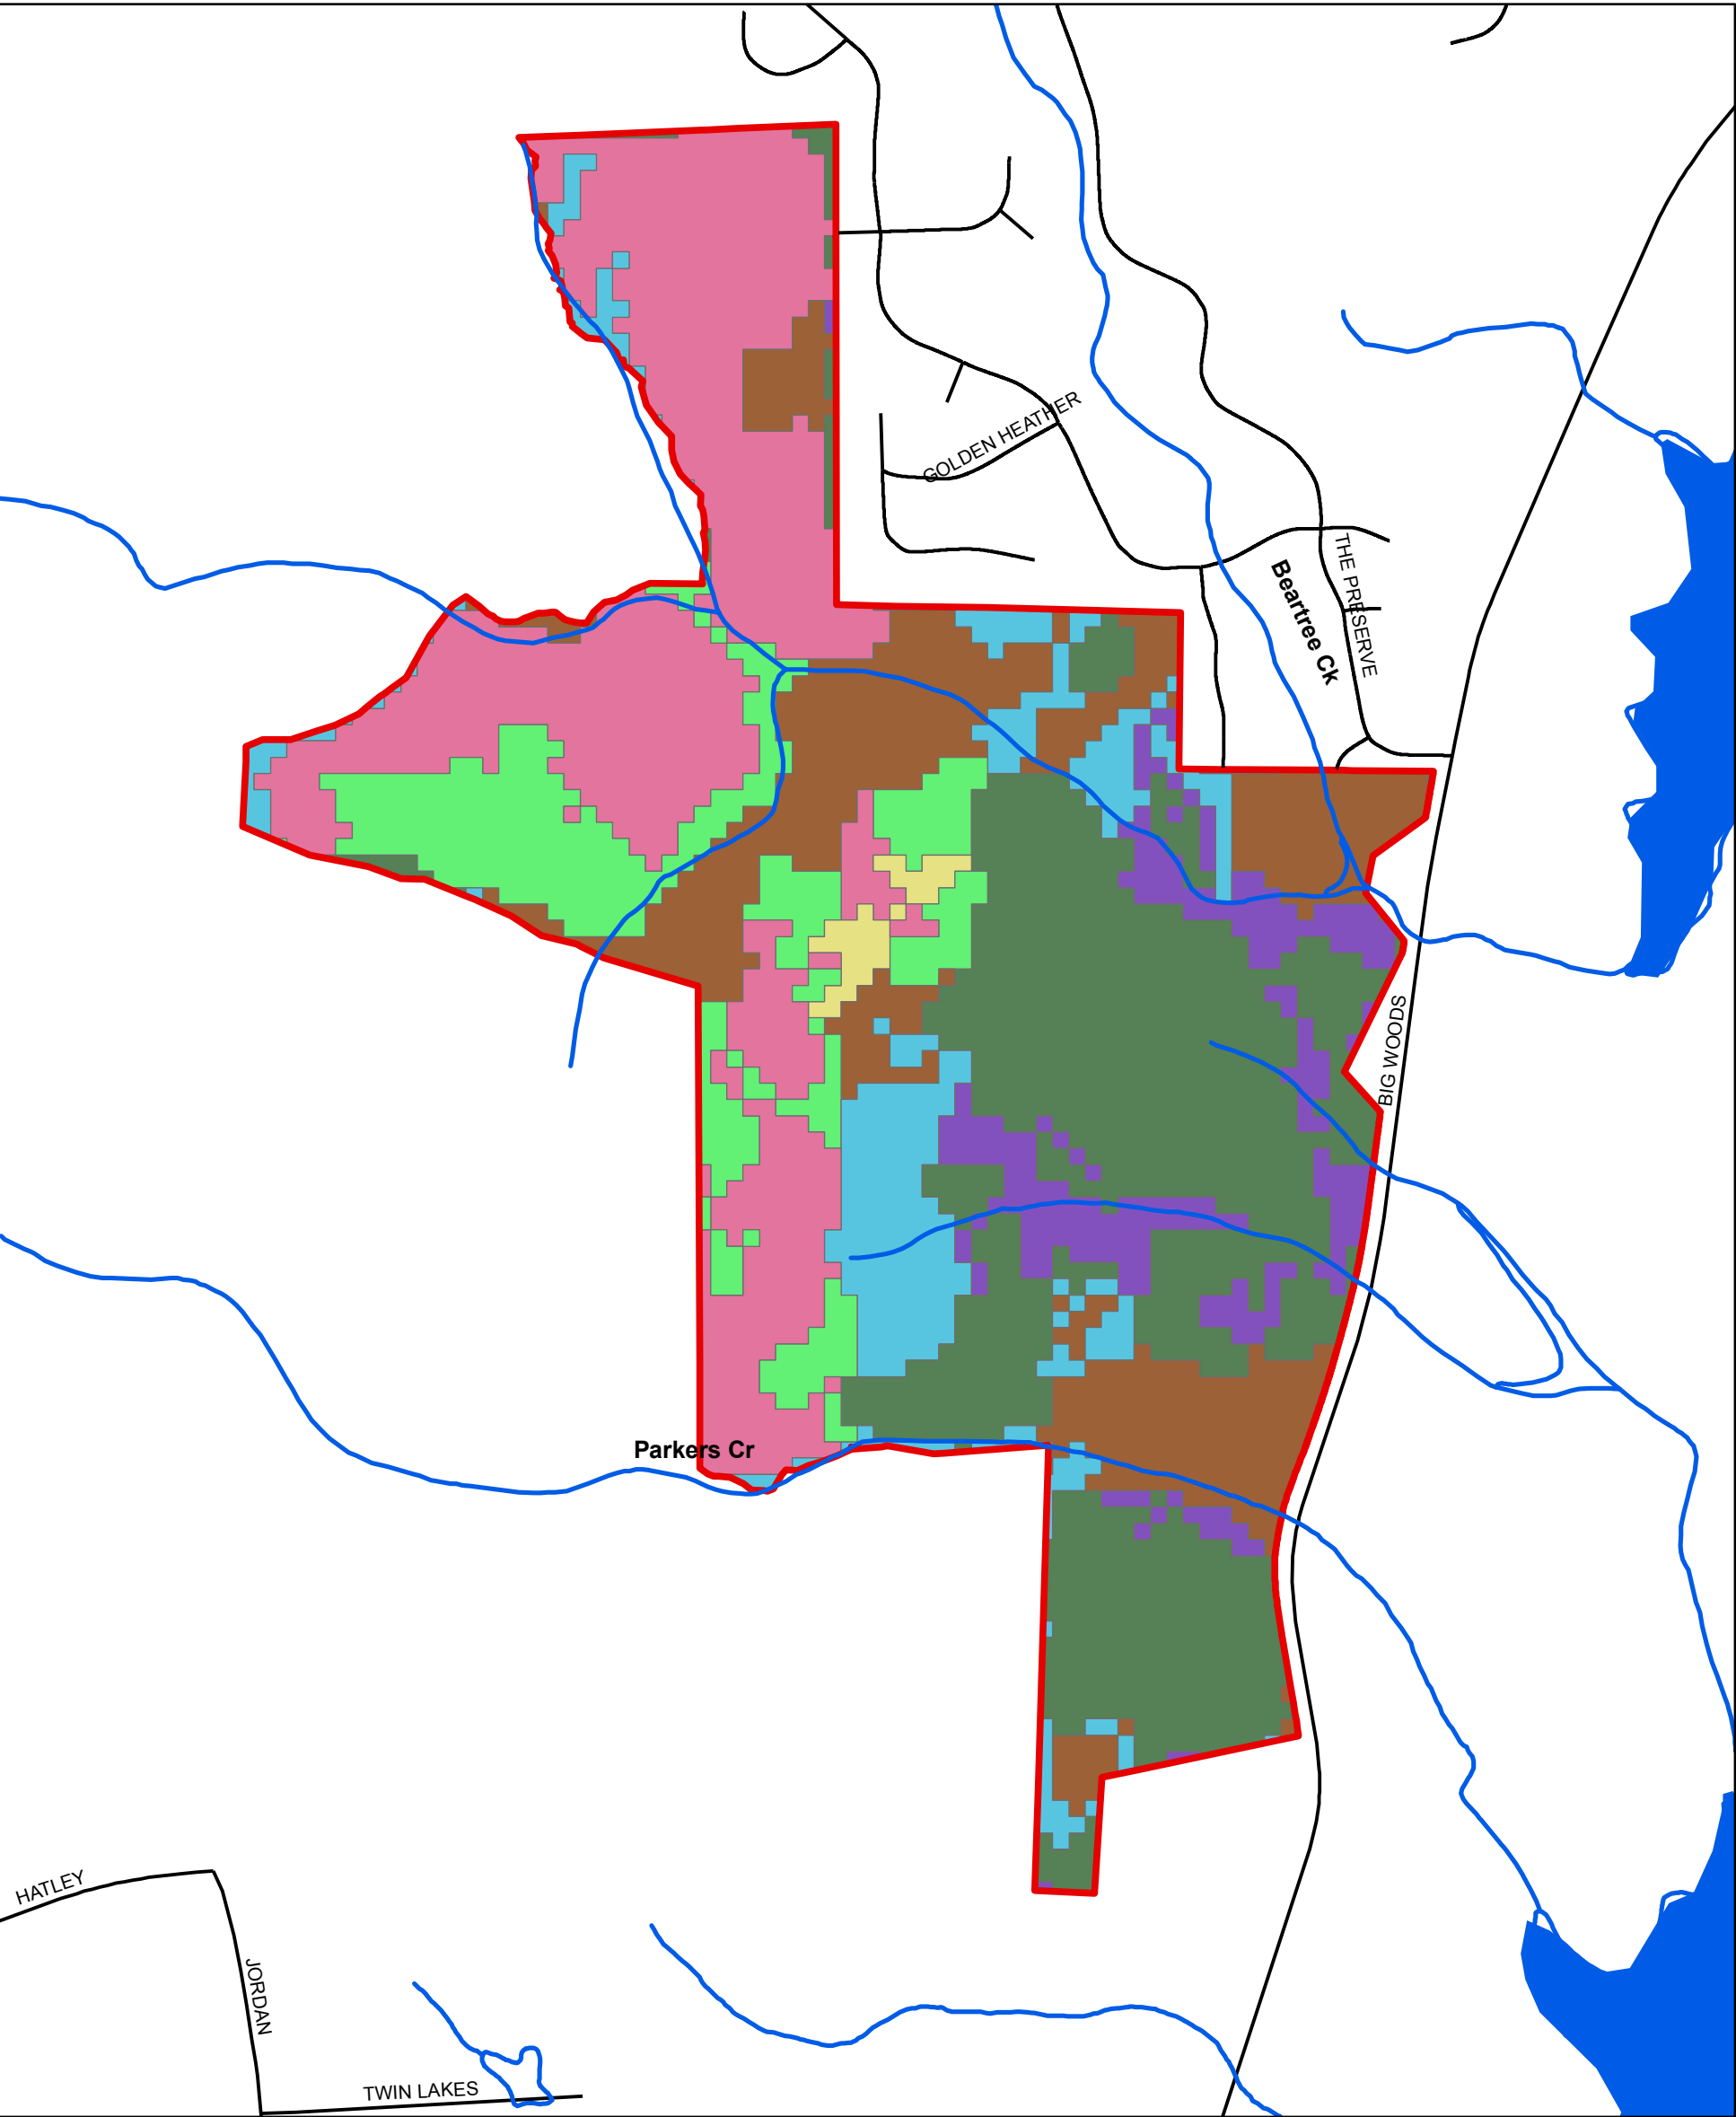 GOLDEN HEATHER
THE PRESERVE
Beartree Ck
BIG WOODS
Parkers Cr
HATLEY
JORDAN
TWIN LAKES